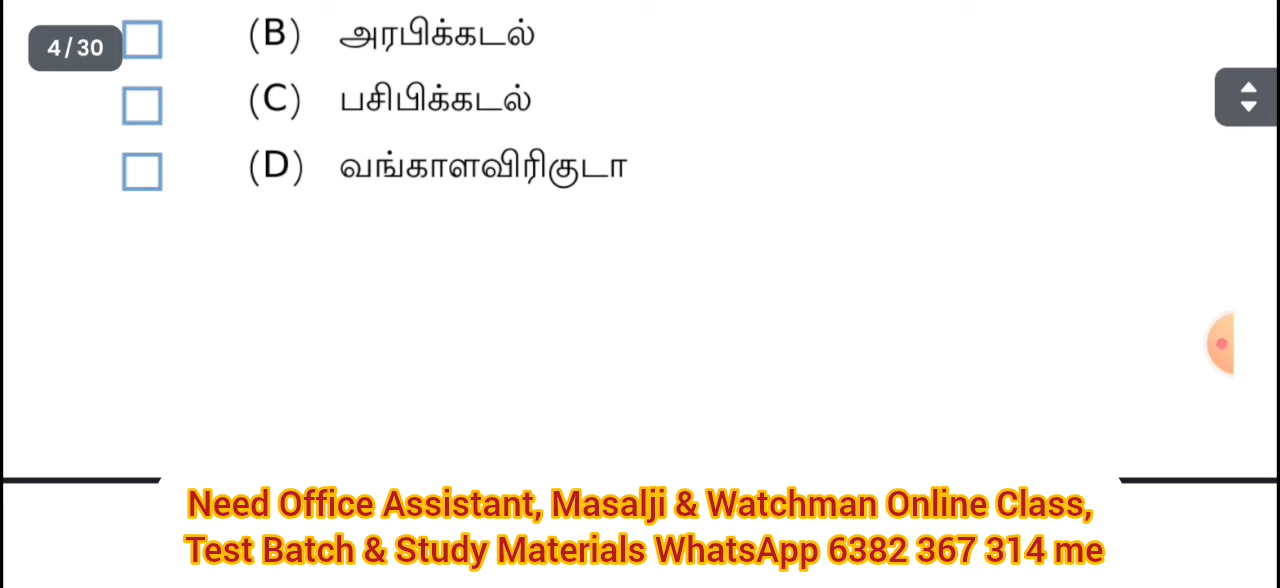 4/30
(B) அரபிக்கடல்
(C) பசிபிக்கடல்
(D) வங்காளவிரிகுடா
Need Office Assistant, Masalji & Watchman Online Class,
Test Batch & Study Materials WhatsApp 6382 367 314 me